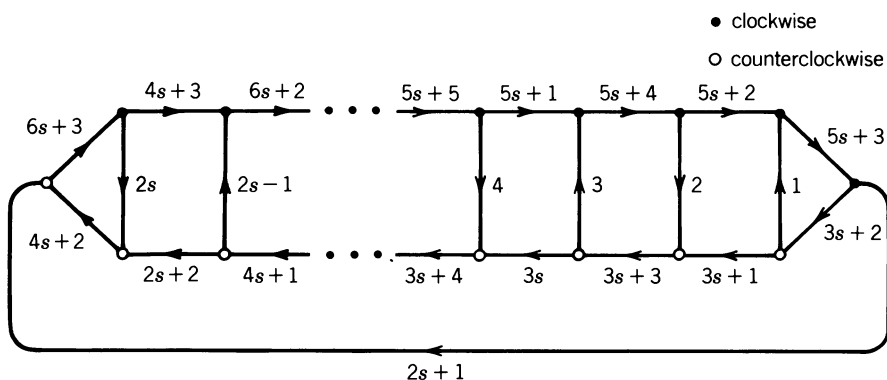 clockwise
counterclockwise
4s + 3 6s + 2 5s + 5 5s + 1 5s + 4 5s + 2
6s + 3 5s + 3
2s 2s − 1 4 3 2 1
4s + 2 3s + 2
2s + 2 4s + 1 3s + 4 3s 3s + 3 3s + 1
2s + 1